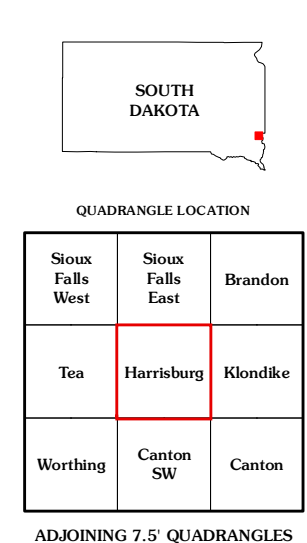 SOUTH
DAKOTA
QUADRANGLE LOCATION
Sioux
Falls
West
Sioux
Falls
East
Brandon
Tea
Harrisburg
Klondike
Worthing
Canton
SW
Canton
ADJOINING 7.5' QUADRANGLES